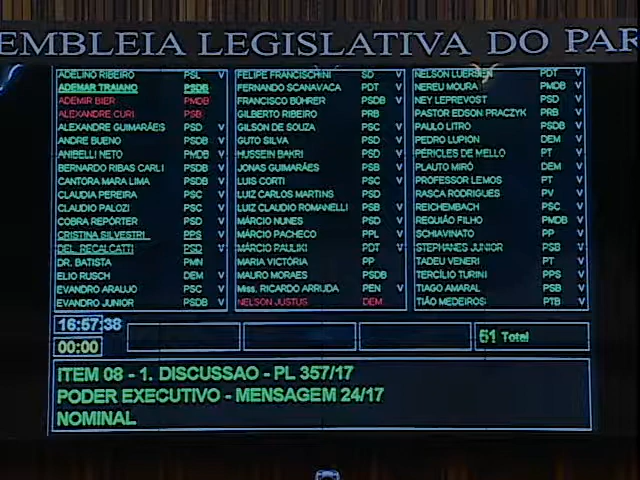 EMBLEIA LEGISLATIVA DO PAR
ADELINO RIBEIRO PSL V
ADEMAR TRAIANO PSDB
ADEMIR BIER PMDB
ALEXANDRE CURI PSB
ALEXANDRE GUIMARÃES PSD V
ANDRE BUENO PSDB V
ANIBELLI NETO PMDB V
BERNARDO RIBAS CARLI PSDB V
CANTORA MARA LIMA PSDB V
CLAUDIA PEREIRA PSC V
CLAUDIO PALOZI PSC V
COBRA REPÓRTER PSD V
CRISTINA SILVESTRI PPS V
DEL. RECALCATTI PSD V
DR. BATISTA PMN
ELIO RUSCH DEM V
EVANDRO ARAUJO PSC V
EVANDRO JUNIOR PSDB V
FELIPE FRANCISCHINI SD V
FERNANDO SCANAVACA PDT V
FRANCISCO BÜHRER PSDB V
GILBERTO RIBEIRO PRB V
GILSON DE SOUZA PSC V
GUTO SILVA PSD V
HUSSEIN BAKRI PSD V
JONAS GUIMARÃES PSB V
LUIS CORTI PSC V
LUIZ CARLOS MARTINS PSD V
LUIZ CLAUDIO ROMANELLI PSB V
MÁRCIO NUNES PSD V
MÁRCIO PACHECO PPL V
MÁRCIO PAULIKI PDT V
MARIA VICTÓRIA PP
MAURO MORAES PSDB
Miss. RICARDO ARRUDA PEN V
NELSON JUSTUS DEM
NELSON LUERSEN PDT V
NEREU MOURA PMDB V
NEY LEPREVOST PSD V
PASTOR EDSON PRACZYK PRB V
PAULO LITRO PSDB V
PEDRO LUPION DEM V
PÉRICLES DE MELLO PT V
PLAUTO MIRÓ DEM V
PROFESSOR LEMOS PT V
RASCA RODRIGUES PV V
REICHEMBACH PSC V
REQUIÃO FILHO PMDB V
SCHIAVINATO PP V
STEPHANES JUNIOR PSB V
TADEU VENERI PT V
TERCÍLIO TURINI PPS V
TIAGO AMARAL PSB V
TIÃO MEDEIROS PTB V
16:57:38
00:00
51 Total
ITEM 08 - 1. DISCUSSAO - PL 357/17
PODER EXECUTIVO - MENSAGEM 24/17
NOMINAL